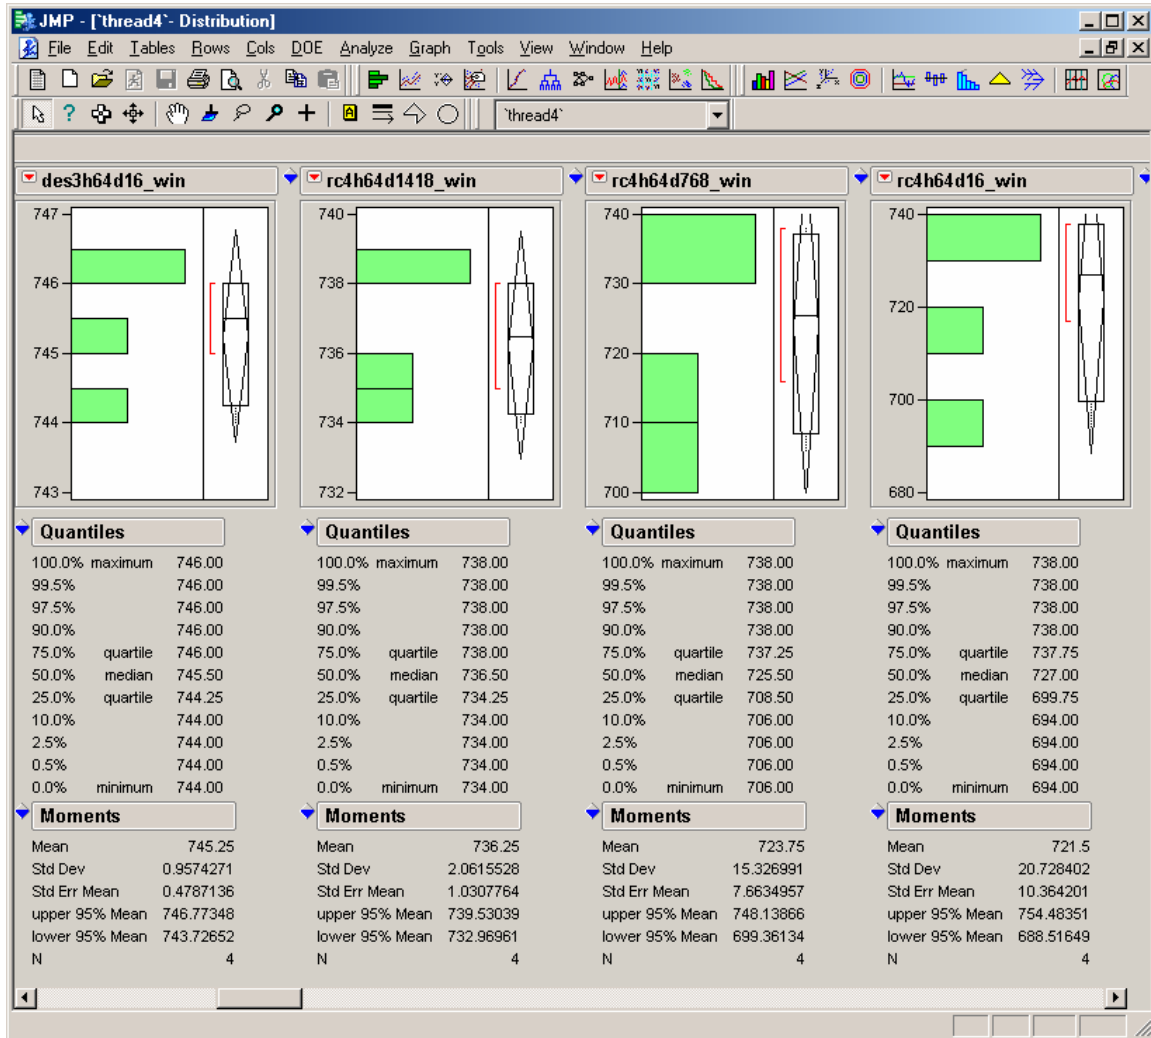 JMP - [`thread4`- Distribution]
File Edit Tables Rows Cols DOE Analyze Graph Tools View Window Help
`thread4`
des3h64d16_win
747
746
745
744
743
Quantiles
100.0% maximum 746.00
99.5% 746.00
97.5% 746.00
90.0% 746.00
75.0% quartile 746.00
50.0% median 745.50
25.0% quartile 744.25
10.0% 744.00
2.5% 744.00
0.5% 744.00
0.0% minimum 744.00
Moments
Mean 745.25
Std Dev 0.9574271
Std Err Mean 0.4787136
upper 95% Mean 746.77348
lower 95% Mean 743.72652
N 4
rc4h64d1418_win
740
738
736
734
732
Quantiles
100.0% maximum 738.00
99.5% 738.00
97.5% 738.00
90.0% 738.00
75.0% quartile 738.00
50.0% median 736.50
25.0% quartile 734.25
10.0% 734.00
2.5% 734.00
0.5% 734.00
0.0% minimum 734.00
Moments
Mean 736.25
Std Dev 2.0615528
Std Err Mean 1.0307764
upper 95% Mean 739.53039
lower 95% Mean 732.96961
N 4
rc4h64d768_win
740
730
720
710
700
Quantiles
100.0% maximum 738.00
99.5% 738.00
97.5% 738.00
90.0% 738.00
75.0% quartile 737.25
50.0% median 725.50
25.0% quartile 708.50
10.0% 706.00
2.5% 706.00
0.5% 706.00
0.0% minimum 706.00
Moments
Mean 723.75
Std Dev 15.326991
Std Err Mean 7.6634957
upper 95% Mean 748.13866
lower 95% Mean 699.36134
N 4
rc4h64d16_win
740
720
700
680
Quantiles
100.0% maximum 738.00
99.5% 738.00
97.5% 738.00
90.0% 738.00
75.0% quartile 737.75
50.0% median 727.00
25.0% quartile 699.75
10.0% 694.00
2.5% 694.00
0.5% 694.00
0.0% minimum 694.00
Moments
Mean 721.5
Std Dev 20.728402
Std Err Mean 10.364201
upper 95% Mean 754.48351
lower 95% Mean 688.51649
N 4